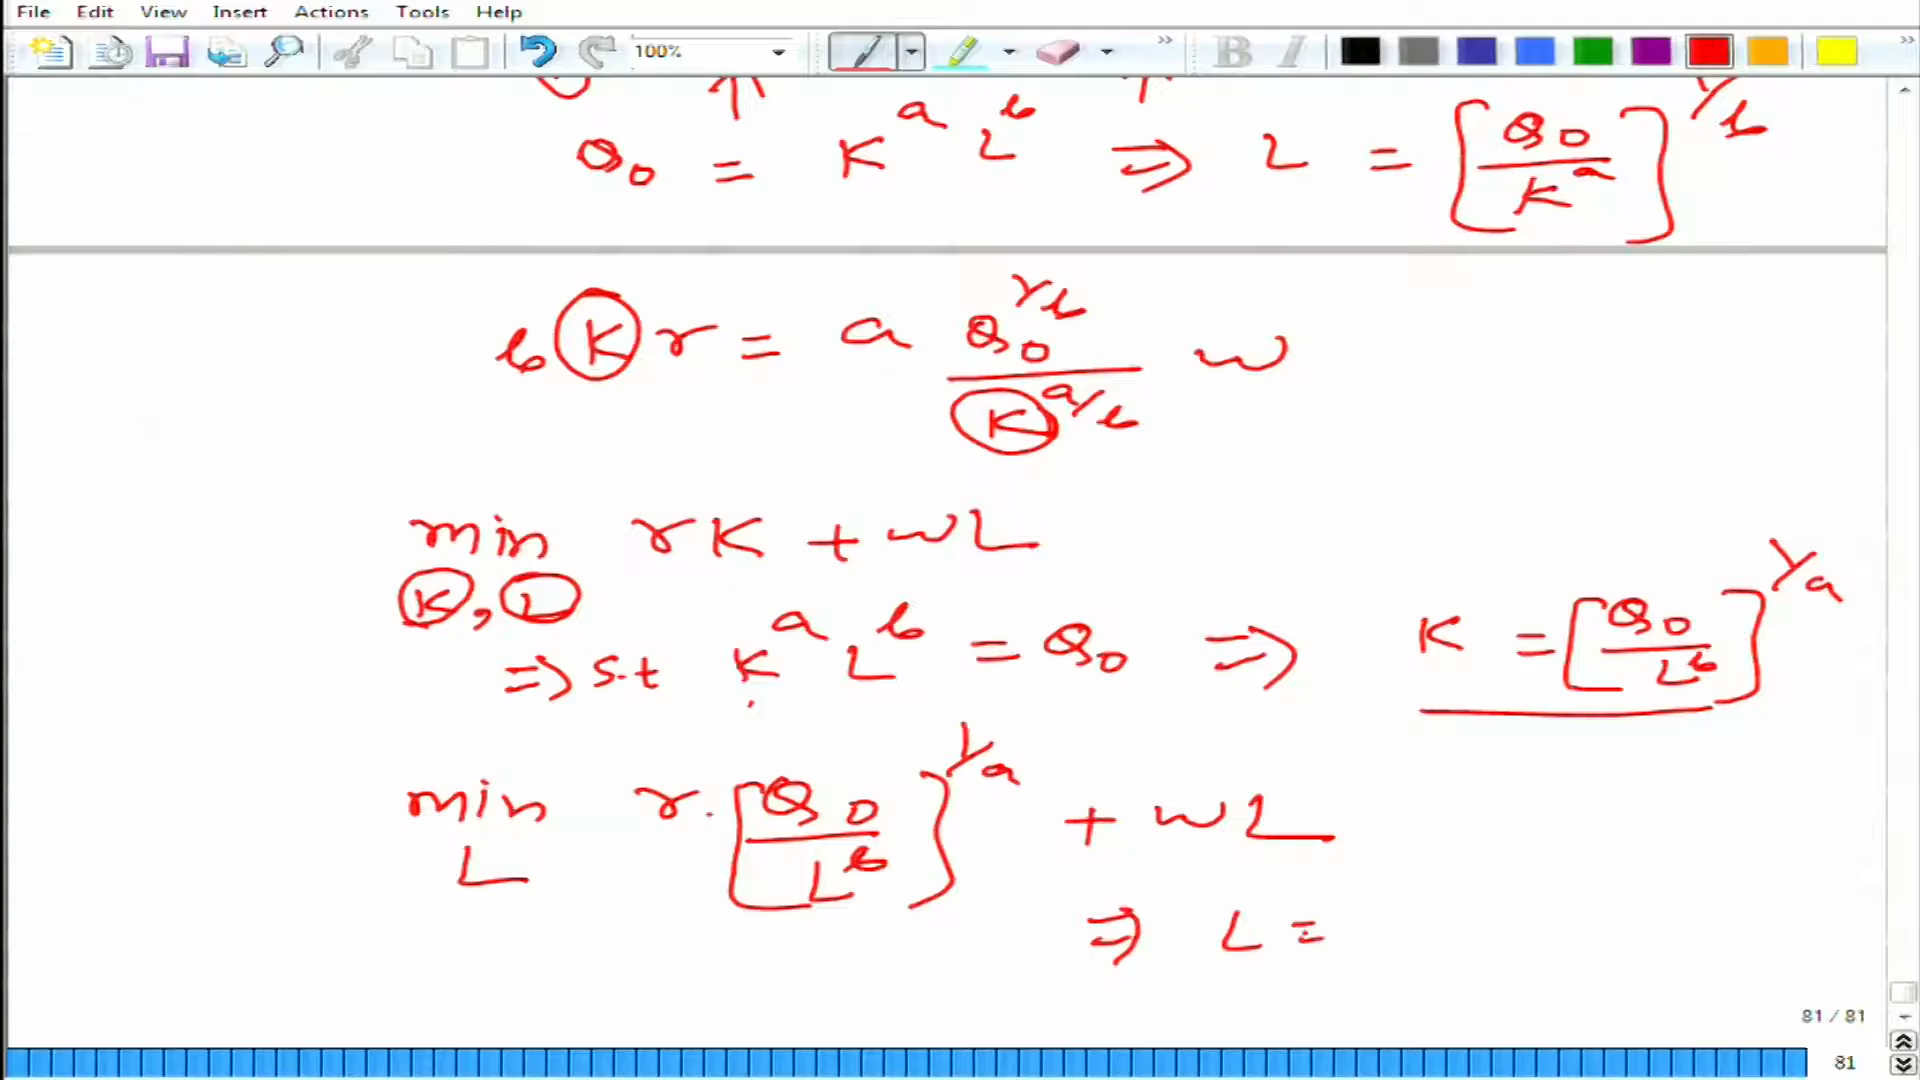 File Edit View Insert Actions Tools Help
100%
Q₀ = K^a L^b ⇒ L = [Q₀ / K^a]^{1/b}
b K r = a Q₀^{1/b} / K^{a/b} w
min rK + wL
K, L
⇒ s.t K^a L^b = Q₀ ⇒ K = [Q₀ / L^b]^{1/a}
min r. [Q₀ / L^b]^{1/a} + wL
L
⇒ L =
81 / 81
81